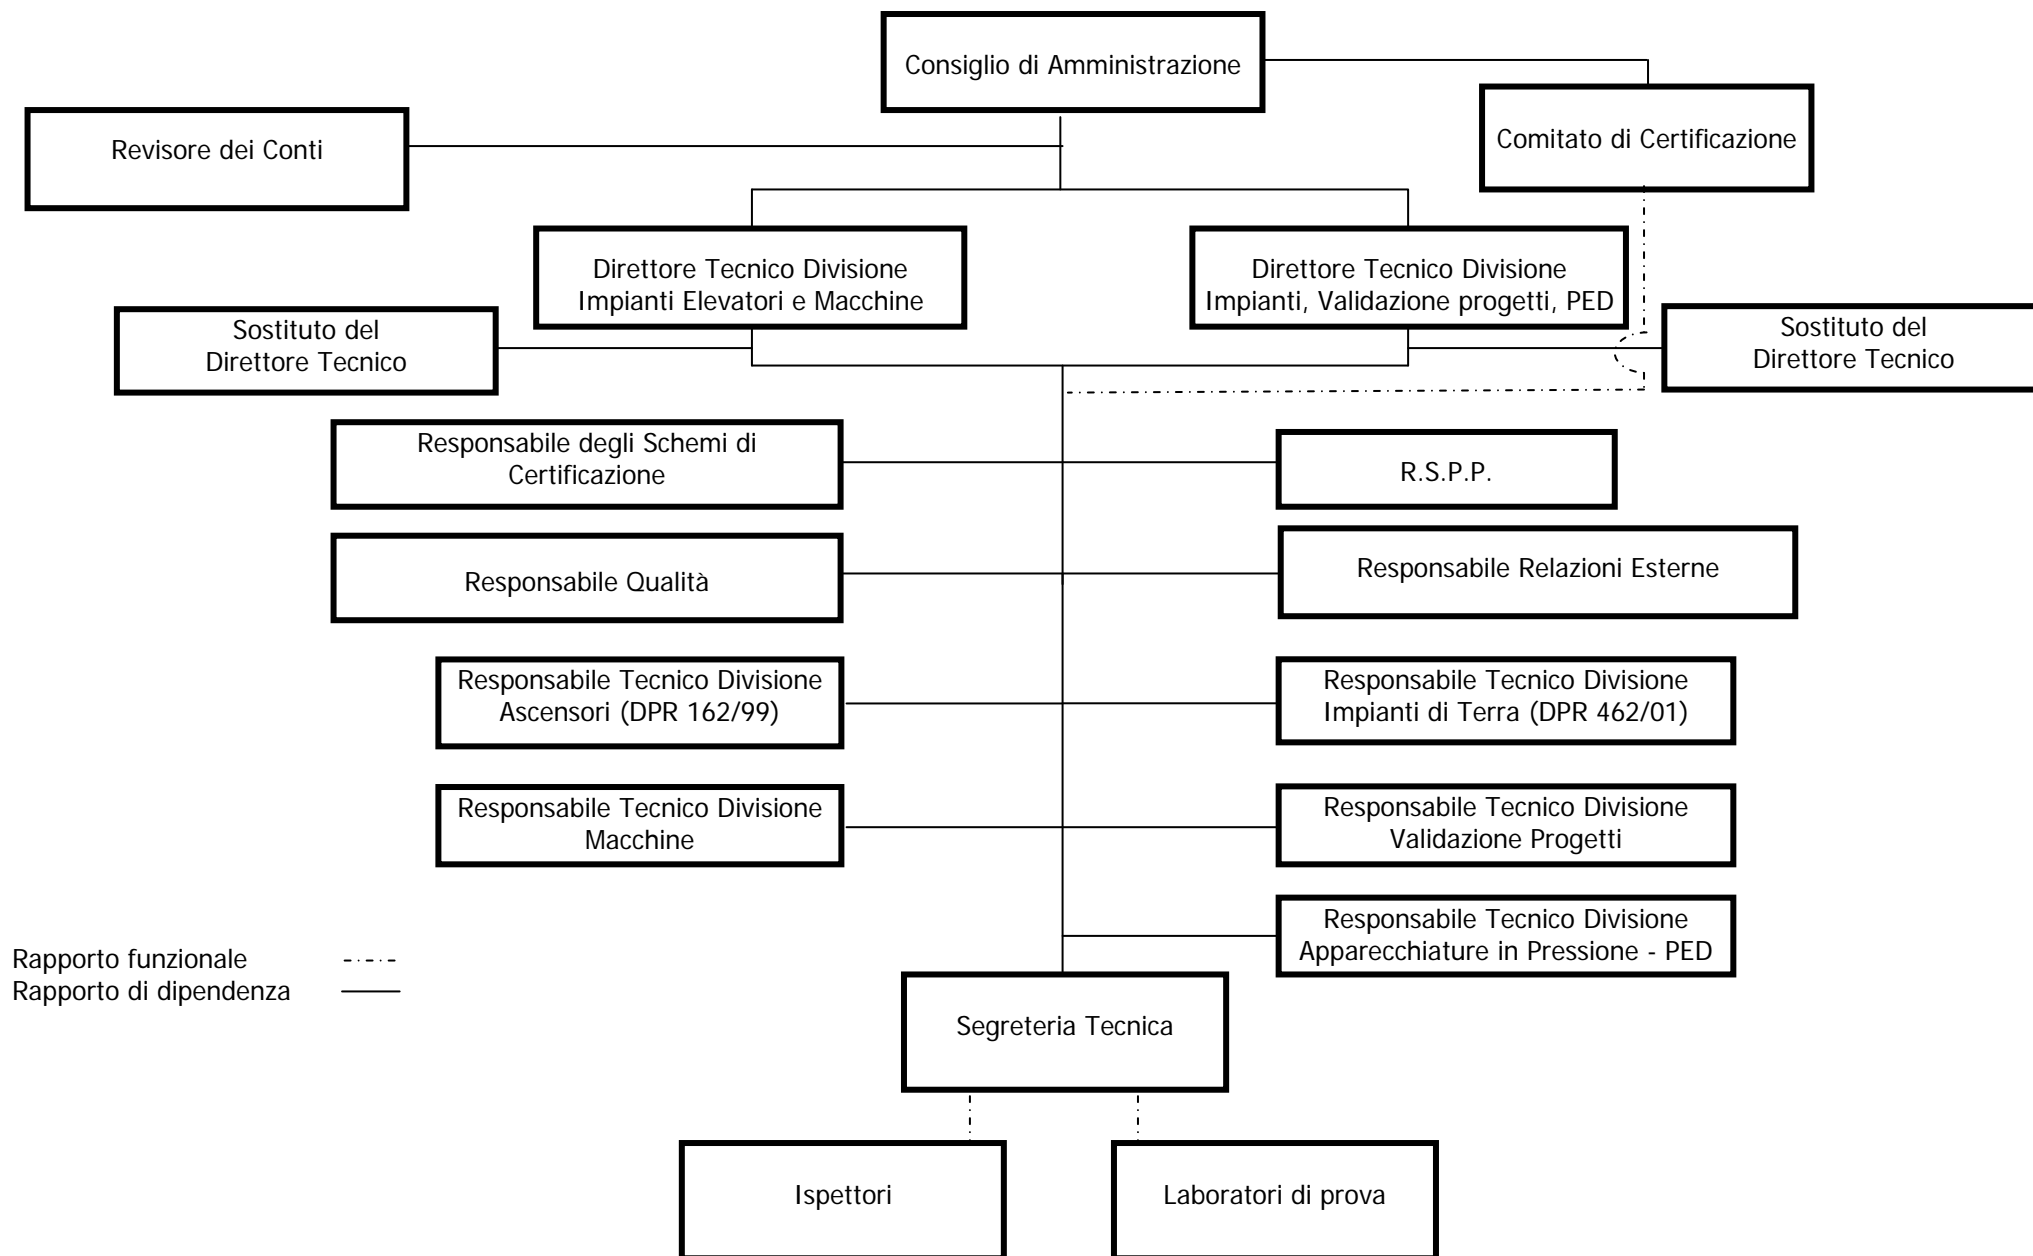 Consiglio di Amministrazione
Revisore dei Conti
Comitato di Certificazione
Direttore Tecnico Divisione
Impianti Elevatori e Macchine
Direttore Tecnico Divisione
Impianti, Validazione progetti, PED
Sostituto del
Direttore Tecnico
Sostituto del
Direttore Tecnico
Responsabile degli Schemi di
Certificazione
R.S.P.P.
Responsabile Qualità
Responsabile Relazioni Esterne
Responsabile Tecnico Divisione
Ascensori (DPR 162/99)
Responsabile Tecnico Divisione
Impianti di Terra (DPR 462/01)
Responsabile Tecnico Divisione
Macchine
Responsabile Tecnico Divisione
Validazione Progetti
Responsabile Tecnico Divisione
Apparecchiature in Pressione - PED
Rapporto funzionale
Rapporto di dipendenza
Segreteria Tecnica
Ispettori
Laboratori di prova